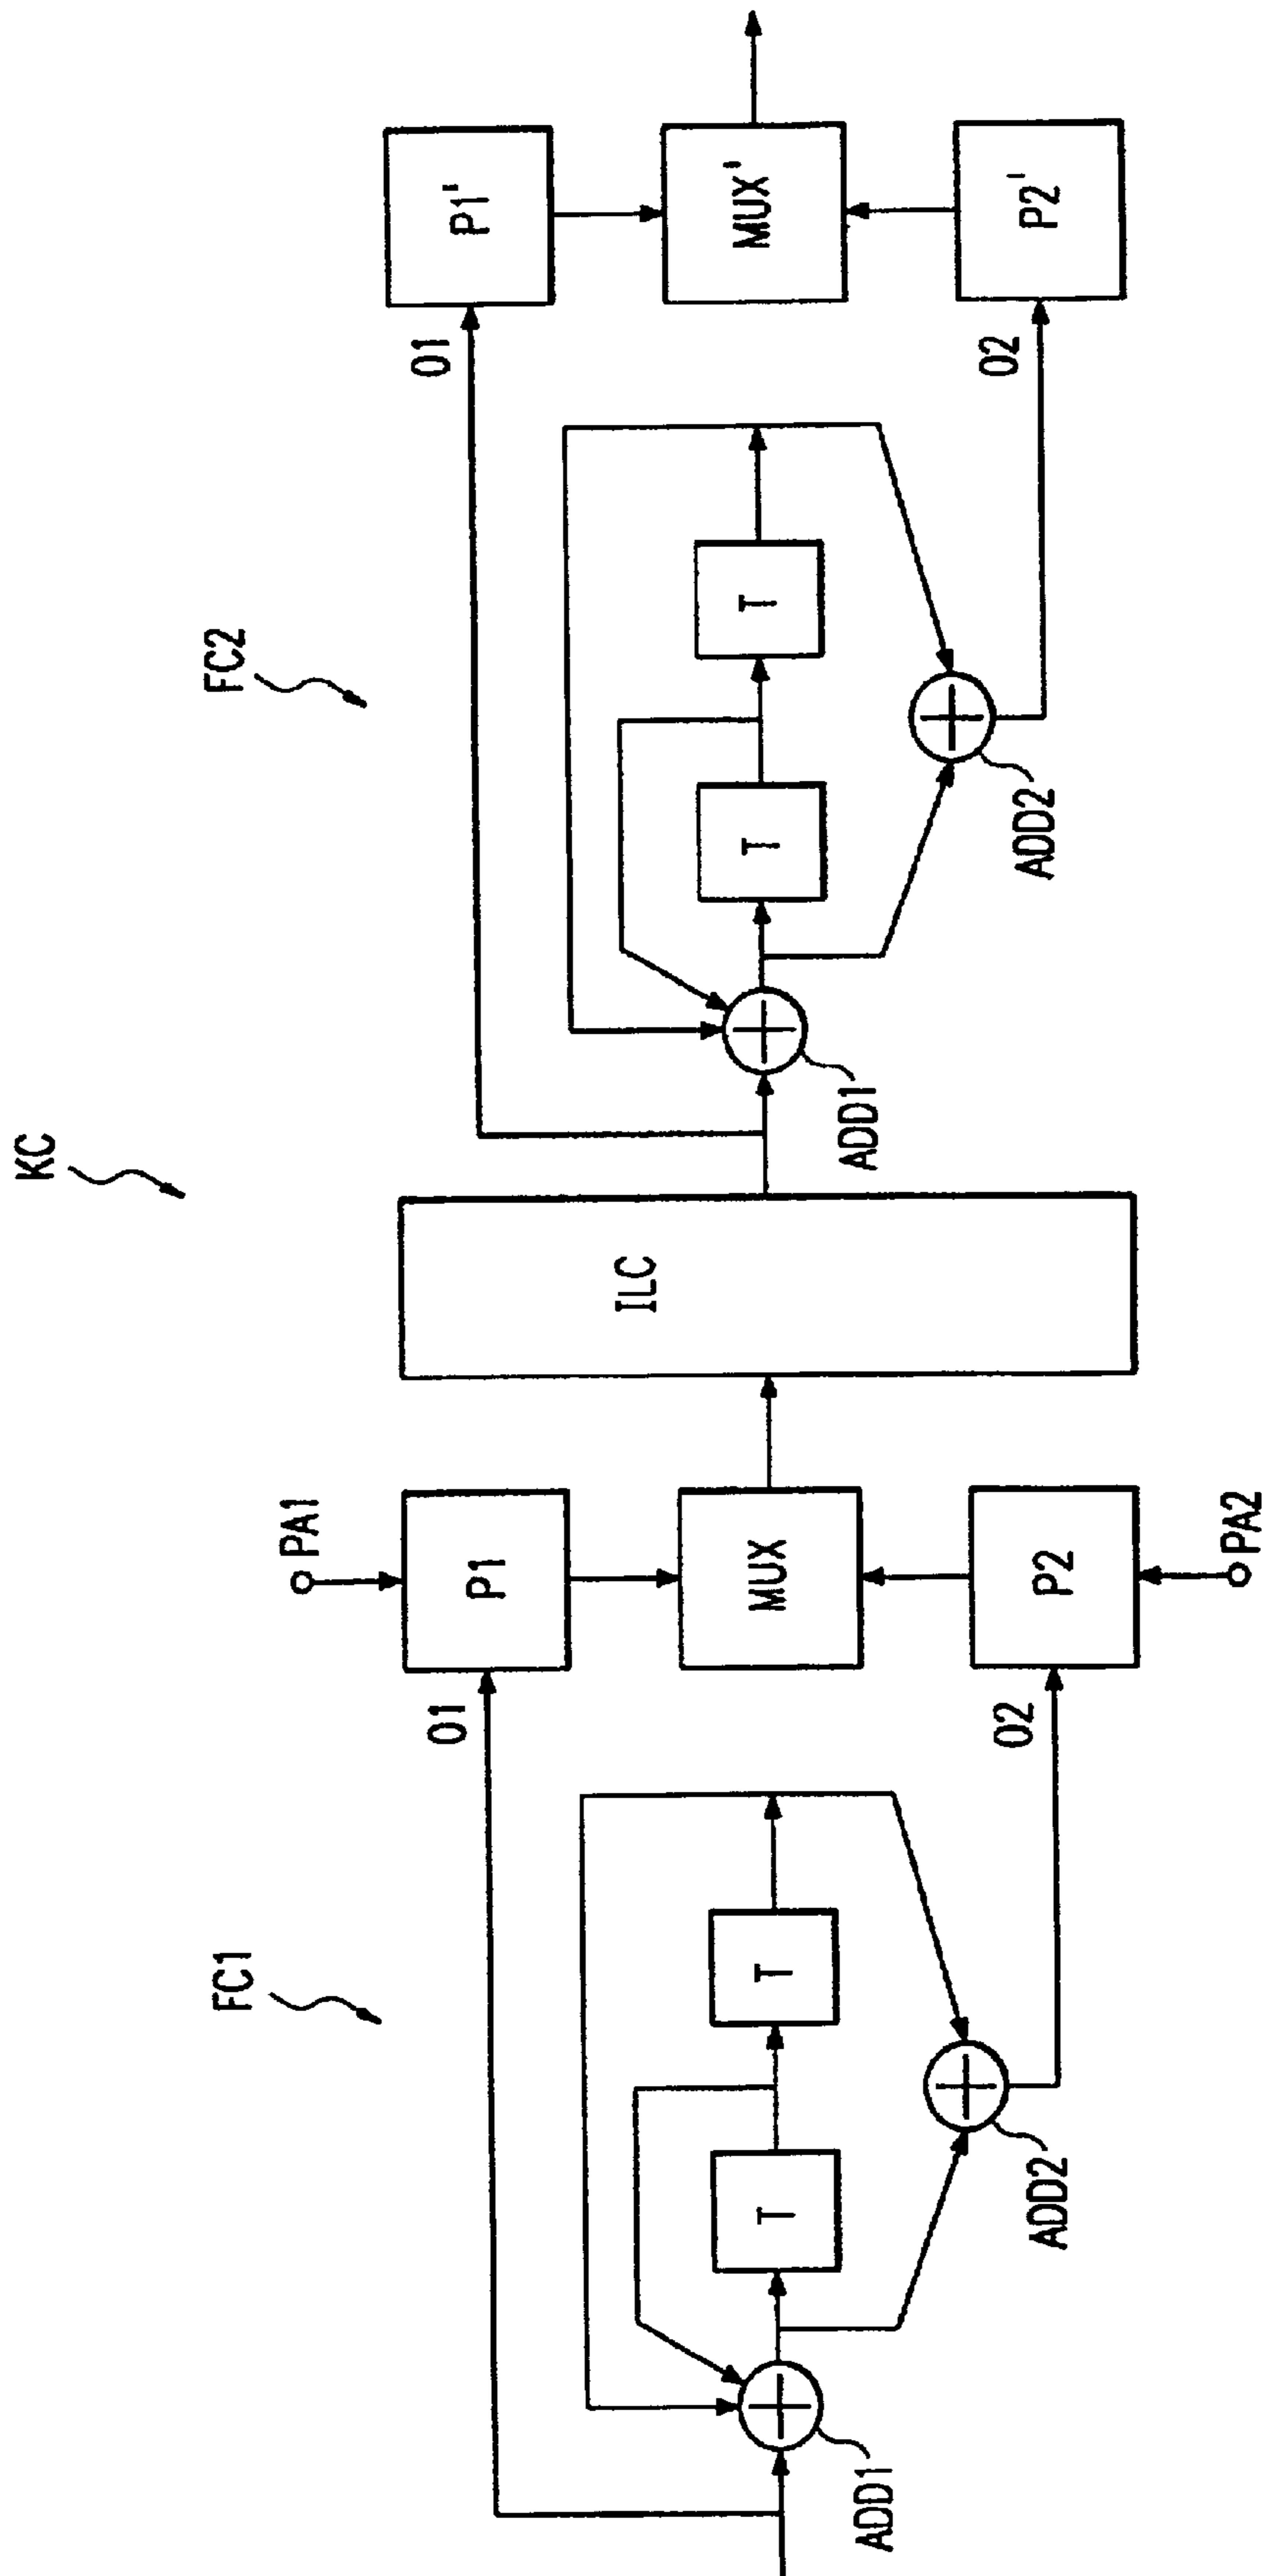 KC
FC1
FC2
PA1
O1
P1
O1
P1'
T
T
MUX
ILC
T
T
MUX'
ADD1
ADD2
O2
P2
ADD1
ADD2
O2
P2'
PA2